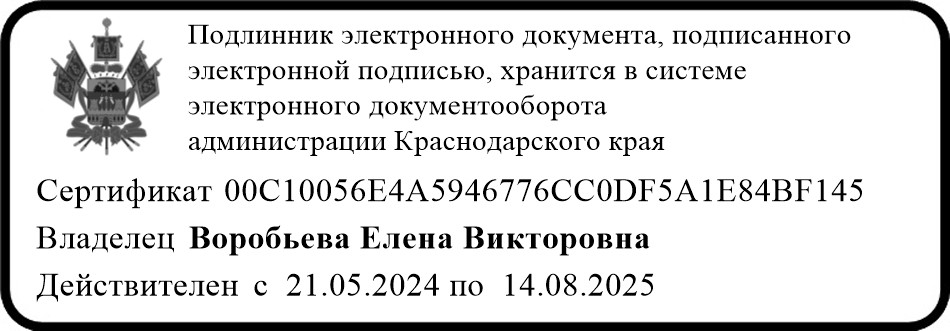 Подлинник электронного документа, подписанного
электронной подписью, хранится в системе
электронного документооборота
администрации Краснодарского края
Сертификат 00C10056E4A5946776CC0DF5A1E84BF145
Владелец Воробьева Елена Викторовна
Действителен с 21.05.2024 по 14.08.2025